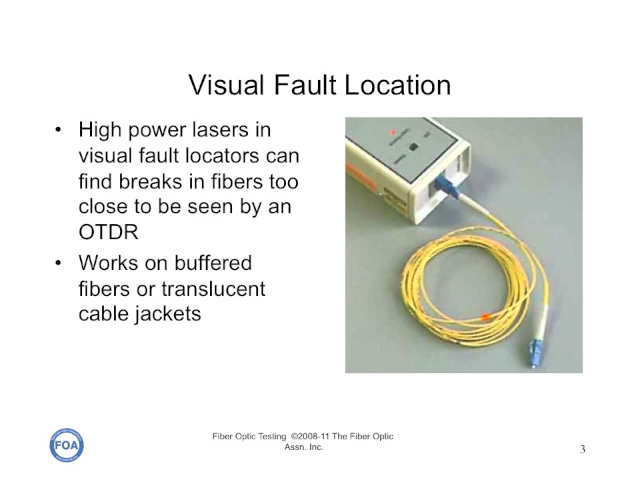 Visual Fault Location
• High power lasers in
visual fault locators can
find breaks in fibers too
close to be seen by an
OTDR
• Works on buffered
fibers or translucent
cable jackets
FOA
Fiber Optic Testing ©2008-11 The Fiber Optic
Assn. Inc.
3